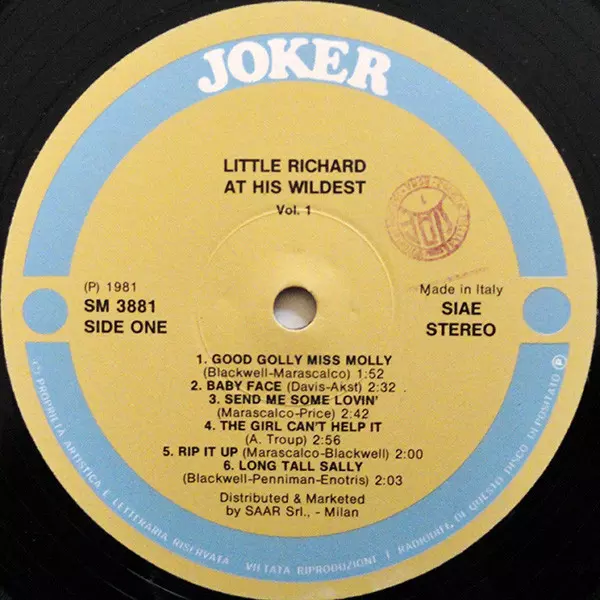 JOKER
LITTLE RICHARD
AT HIS WILDEST
Vol. 1
(P) 1981
SM 3881
SIDE ONE
Made in Italy
SIAE
STEREO
1. GOOD GOLLY MISS MOLLY
(Blackwell-Marascalco) 1:52
2. BABY FACE (Davis-Akst) 2:32
3. SEND ME SOME LOVIN'
(Marascalco-Price) 2:42
4. THE GIRL CAN'T HELP IT
(A. Troup) 2:56
5. RIP IT UP (Marascalco-Blackwell) 2:00
6. LONG TALL SALLY
(Blackwell-Penniman-Enotris) 2:03
Distributed & Marketed
by SAAR Srl., - Milan
PROPRIETÀ ARTISTICA E LETTERARIA RISERVATA VIETATA RIPRODUZIONE E RADIODIFF. DI QUESTO DISCO DEPOSITATO